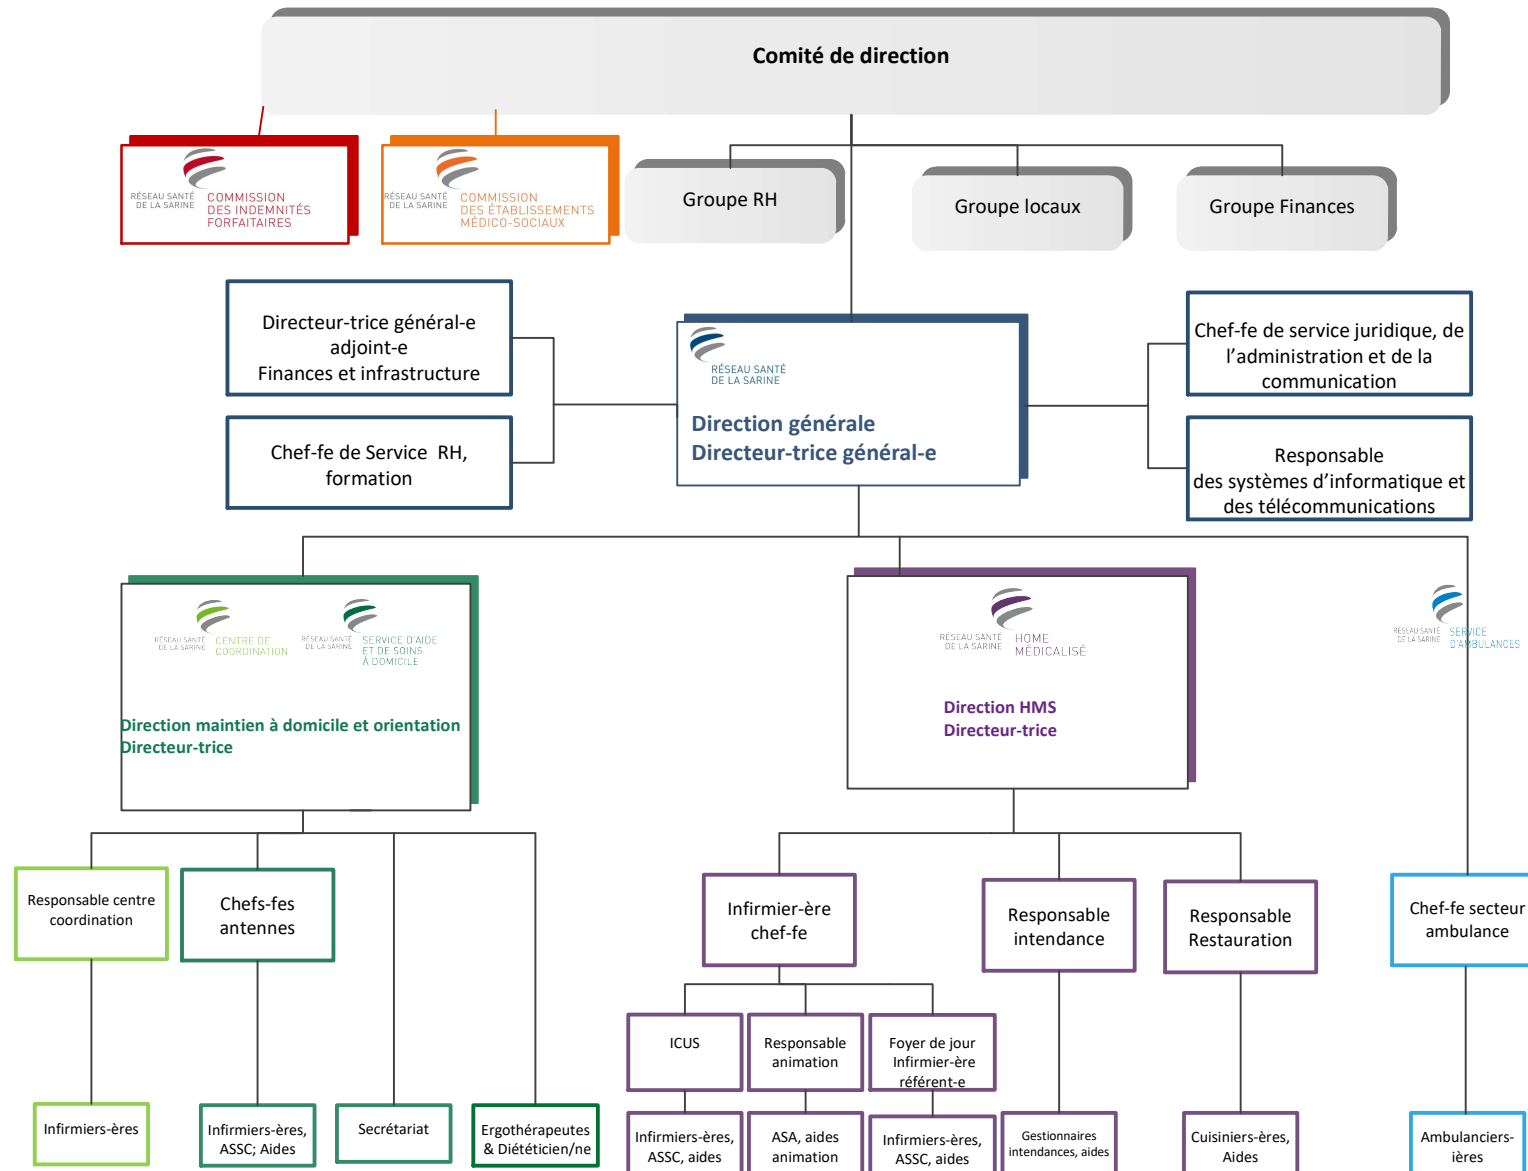 Comité de direction
RÉSEAU SANTÉ
DE LA SARINE
COMMISSION
DES INDEMNITÉS
FORFAITAIRES
RÉSEAU SANTÉ
DE LA SARINE
COMMISSION
DES ÉTABLISSEMENTS
MÉDICO-SOCIAUX
Groupe RH
Groupe locaux
Groupe Finances
Directeur-trice général-e
adjoint-e
Finances et infrastructure
Chef-fe de Service  RH,
formation
RÉSEAU SANTÉ
DE LA SARINE
Direction générale
Directeur-trice général-e
Chef-fe de service juridique, de
l’administration et de la
communication
Responsable
des systèmes d’informatique et
des télécommunications
RÉSEAU SANTÉ
DE LA SARINE
CENTRE DE
COORDINATION
RÉSEAU SANTÉ
DE LA SARINE
SERVICE D'AIDE
ET DE SOINS
À DOMICILE
Direction maintien à domicile et orientation
Directeur-trice
RÉSEAU SANTÉ
DE LA SARINE
HOME
MÉDICALISÉ
Direction HMS
Directeur-trice
RÉSEAU SANTÉ
DE LA SARINE
SERVICE
D'AMBULANCES
Responsable centre
coordination
Chefs-fes
antennes
Infirmier-ère
chef-fe
Responsable
intendance
Responsable
Restauration
Chef-fe secteur
ambulance
ICUS
Responsable
animation
Foyer de jour
Infirmier-ère
référent-e
Infirmiers-ères
Infirmiers-ères,
ASSC; Aides
Secrétariat
Ergothérapeutes
& Diététicien/ne
Infirmiers-ères,
ASSC, aides
ASA, aides
animation
Infirmiers-ères,
ASSC, aides
Gestionnaires
intendances, aides
Cuisiniers-ères,
Aides
Ambulanciers-
ières